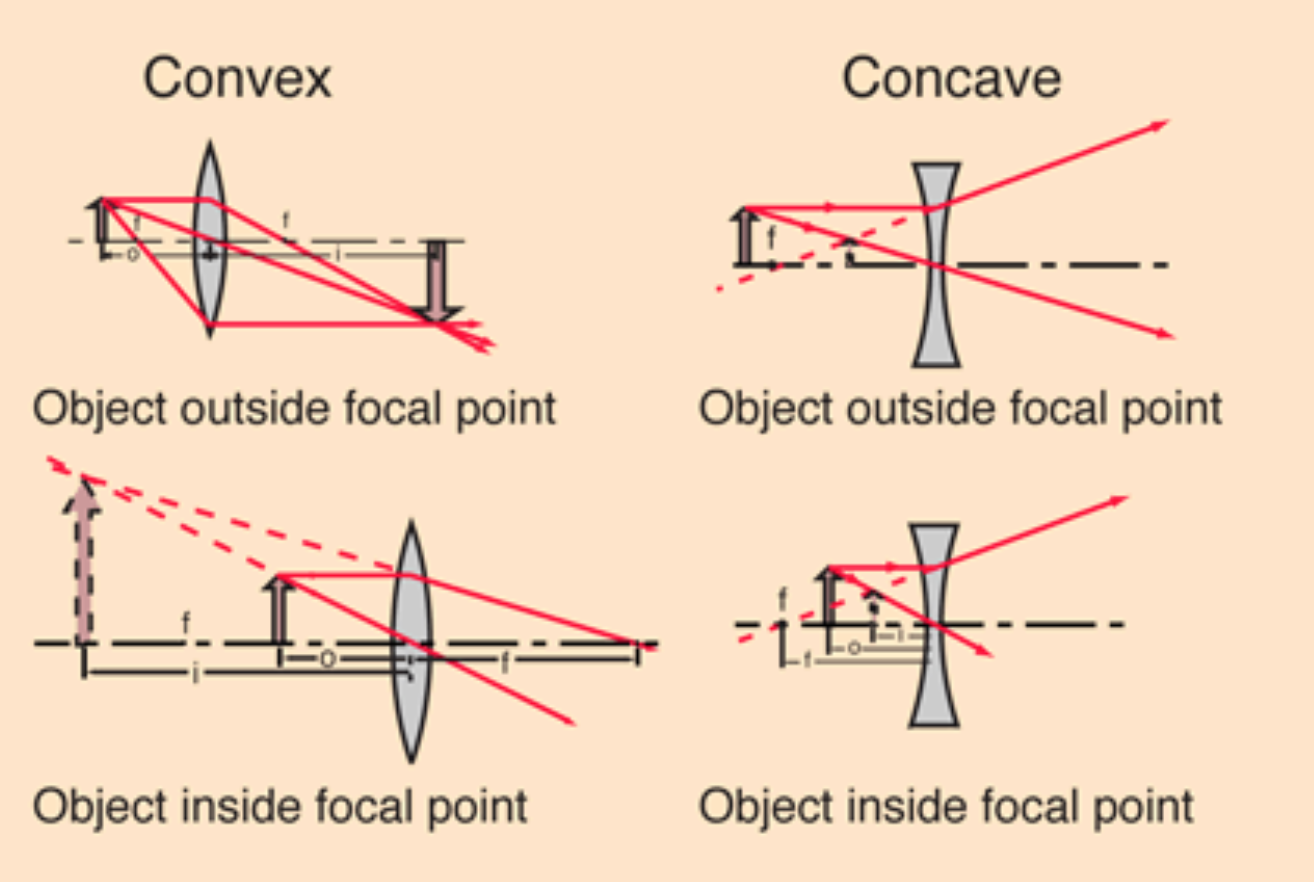 Convex
Concave
f
f
o
i
f
Object outside focal point
Object outside focal point
f
o
f
i
f
i
o
f
Object inside focal point
Object inside focal point